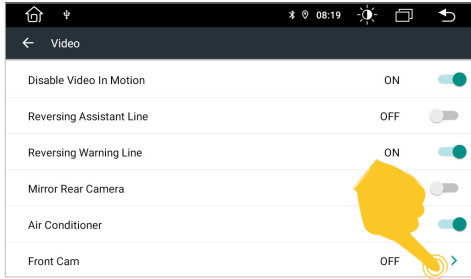 08:19
Video
Disable Video In Motion ON
Reversing Assistant Line OFF
Reversing Warning Line ON
Mirror Rear Camera
Air Conditioner
Front Cam OFF